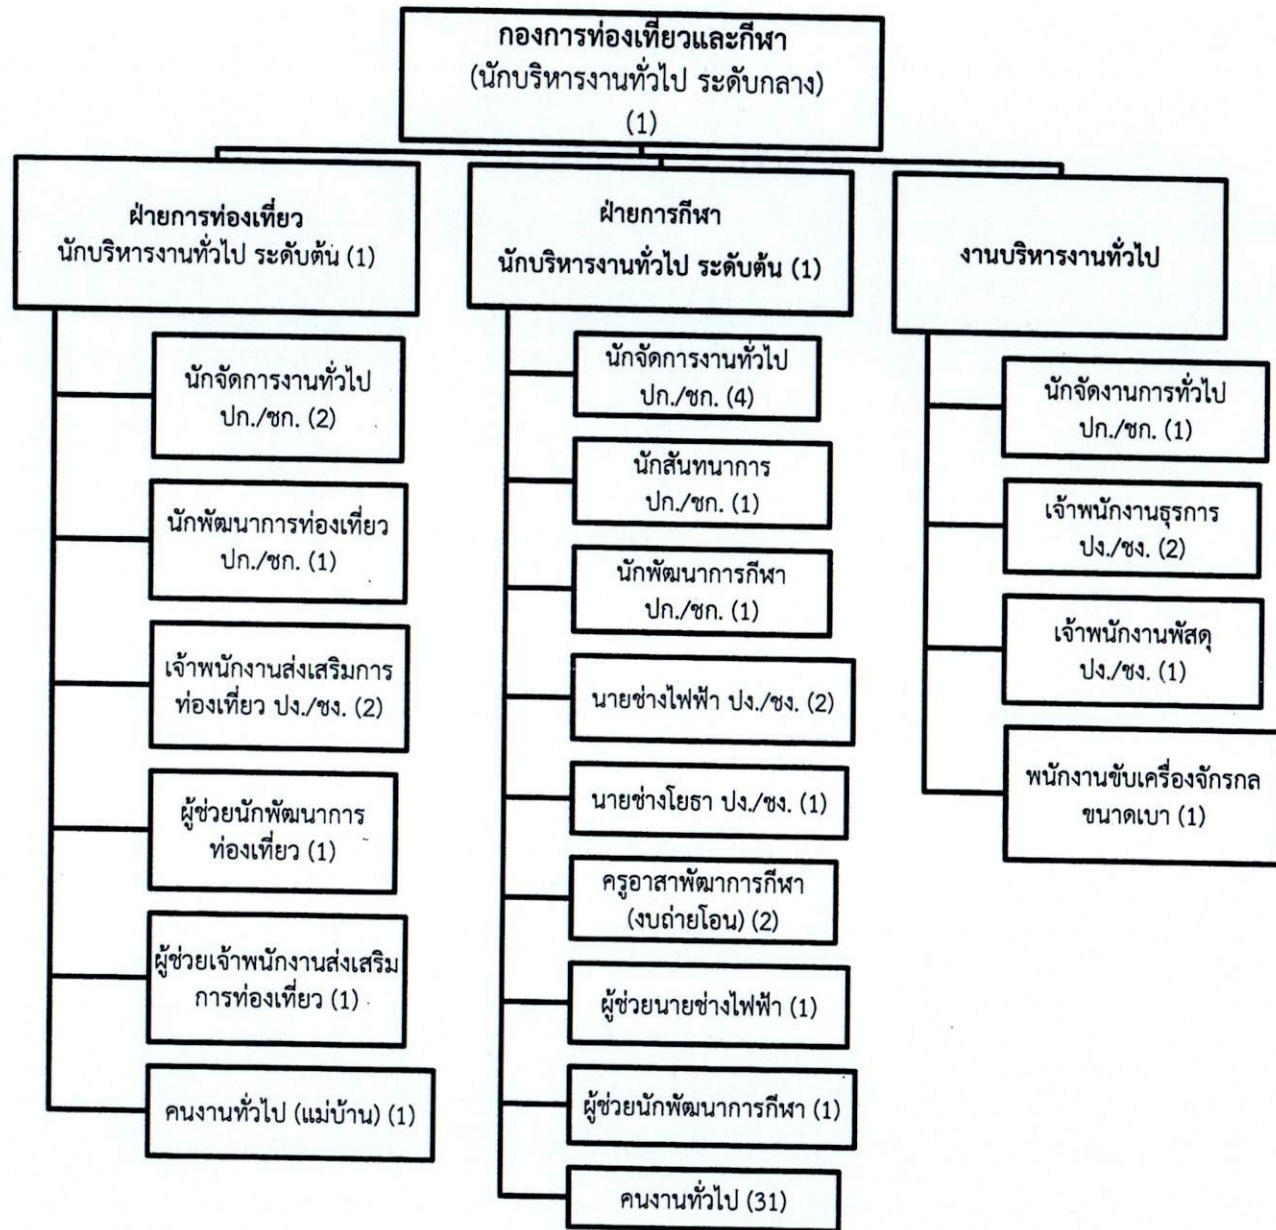 กองการท่องเที่ยวและกีฬา
(นักบริหารงานทั่วไป ระดับกลาง)
(1)
ฝ่ายการท่องเที่ยว
นักบริหารงานทั่วไป ระดับต้น (1)
นักจัดการงานทั่วไป
ปก./ชก. (2)
นักพัฒนาการท่องเที่ยว
ปก./ชก. (1)
เจ้าพนักงานส่งเสริมการ
ท่องเที่ยว ปง./ชง. (2)
ผู้ช่วยนักพัฒนาการ
ท่องเที่ยว (1)
ผู้ช่วยเจ้าพนักงานส่งเสริม
การท่องเที่ยว (1)
คนงานทั่วไป (แม่บ้าน) (1)
ฝ่ายการกีฬา
นักบริหารงานทั่วไป ระดับต้น (1)
นักจัดการงานทั่วไป
ปก./ชก. (4)
นักสันทนาการ
ปก./ชก. (1)
นักพัฒนาการกีฬา
ปก./ชก. (1)
นายช่างไฟฟ้า ปง./ชง. (2)
นายช่างโยธา ปง./ชง. (1)
ครูอาสาพัฒาการกีฬา
(งบถ่ายโอน) (2)
ผู้ช่วยนายช่างไฟฟ้า (1)
ผู้ช่วยนักพัฒนาการกีฬา (1)
คนงานทั่วไป (31)
งานบริหารงานทั่วไป
นักจัดงานการทั่วไป
ปก./ชก. (1)
เจ้าพนักงานธุรการ
ปง./ชง. (2)
เจ้าพนักงานพัสดุ
ปง./ชง. (1)
พนักงานขับเครื่องจักรกล
ขนาดเบา (1)